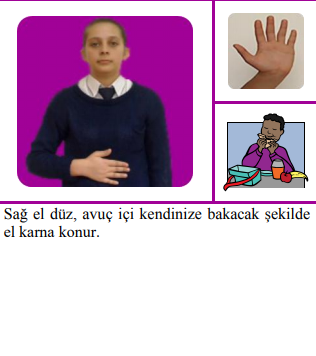 Sağ el düz, avuç içi kendinize bakacak şekilde
el karna konur.